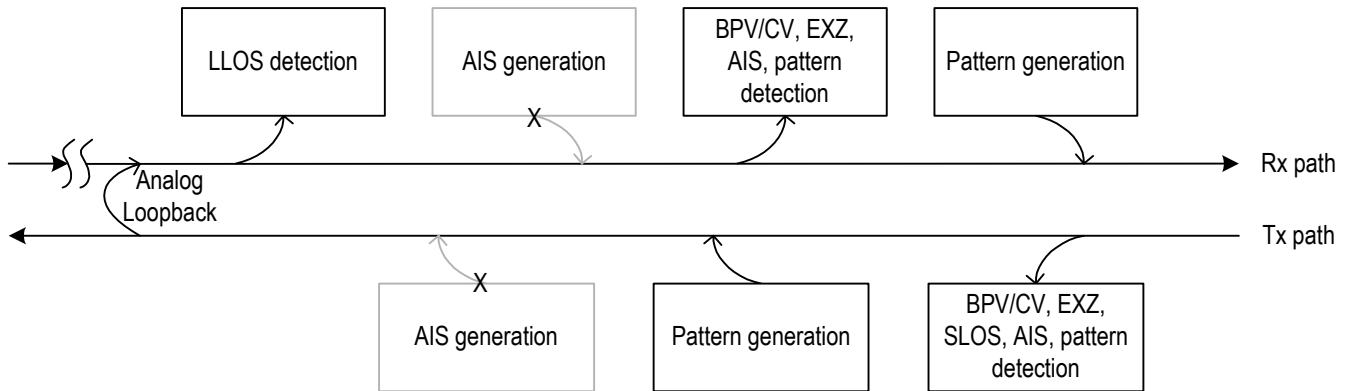 LLOS detection
AIS generation
BPV/CV, EXZ,
AIS, pattern
detection
Pattern generation
X
Rx path
Analog
Loopback
Tx path
X
AIS generation
Pattern generation
BPV/CV, EXZ,
SLOS, AIS, pattern
detection